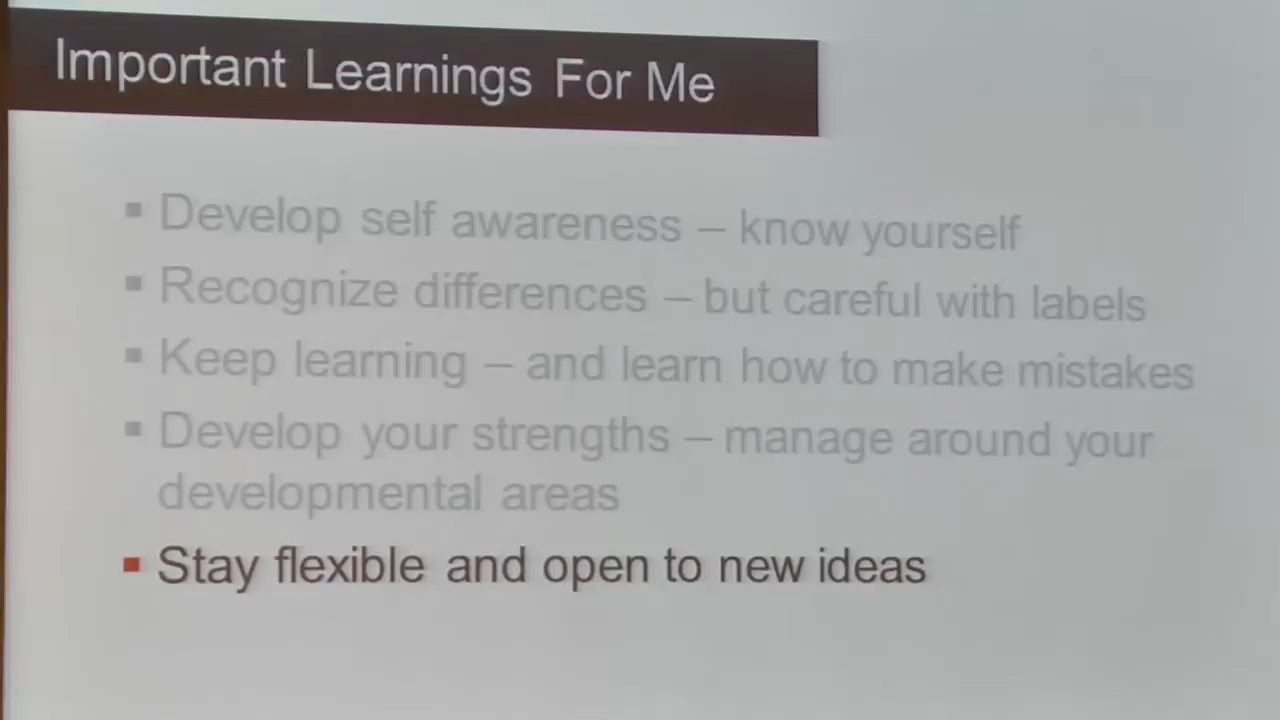 Important Learnings For Me
▪ Develop self awareness – know yourself
▪ Recognize differences – but careful with labels
▪ Keep learning – and learn how to make mistakes
▪ Develop your strengths – manage around your
developmental areas
▪ Stay flexible and open to new ideas